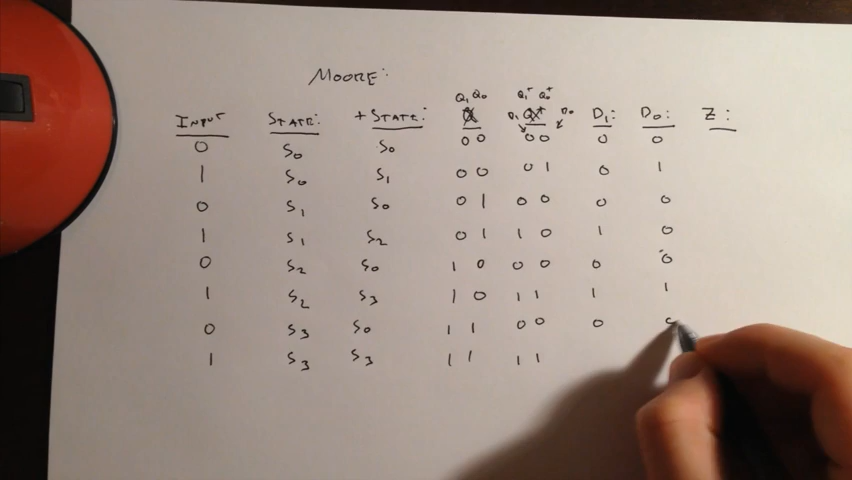 MOORE:
Q₁ Q₀ Q₁⁺ Q₀⁺
INPUT STATE: + STATE: D₁ Q⁺ D₀ D₁: D₀: Z:
0 S₀ S₀ 0 0 0 0 0 0
1 S₀ S₁ 0 0 0 1 0 1
0 S₁ S₀ 0 1 0 0 0 0
1 S₁ S₂ 0 1 1 0 1 0
0 S₂ S₀ 1 0 0 0 0 0
1 S₂ S₃ 1 0 1 1 1 1
0 S₃ S₀ 1 1 0 0 0
1 S₃ S₃ 1 1 1 1